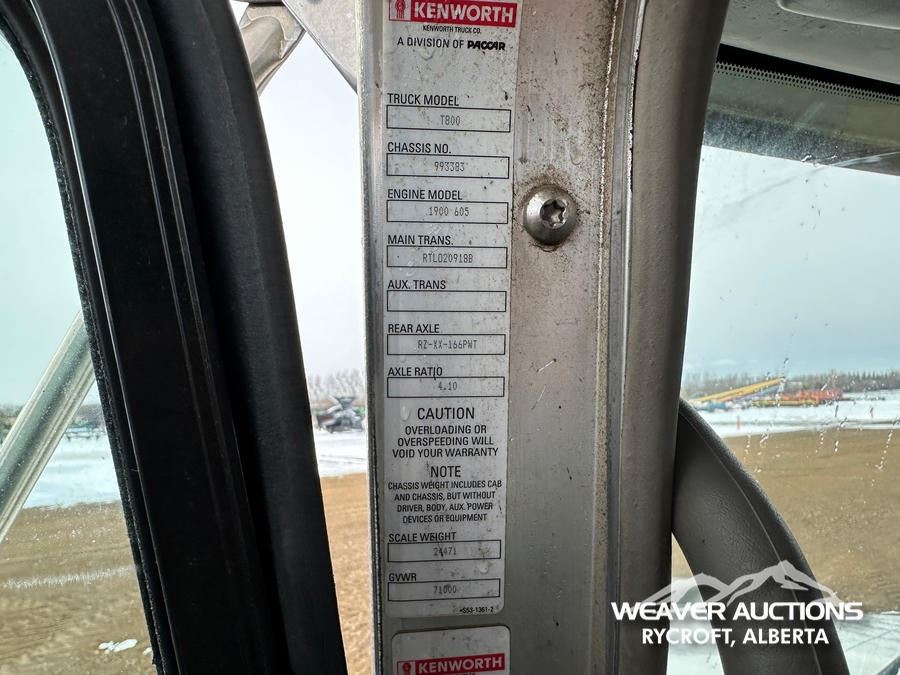 KENWORTH
KENWORTH TRUCK CO.
A DIVISION OF PACCAR
TRUCK MODEL
T800
CHASSIS NO.
993383
ENGINE MODEL
1900 605
MAIN TRANS.
RTLO20918B
AUX. TRANS
REAR AXLE
RZ-XX-166PWT
AXLE RATIO
4.10
CAUTION
OVERLOADING OR
OVERSPEEDING WILL
VOID YOUR WARRANTY
NOTE
CHASSIS WEIGHT INCLUDES CAB
AND CHASSIS, BUT WITHOUT
DRIVER, BODY, AUX. POWER
DEVICES OR EQUIPMENT
SCALE WEIGHT
24471
GVWR
71000
S53-1361-2
KENWORTH
WEAVER AUCTIONS
RYCROFT, ALBERTA